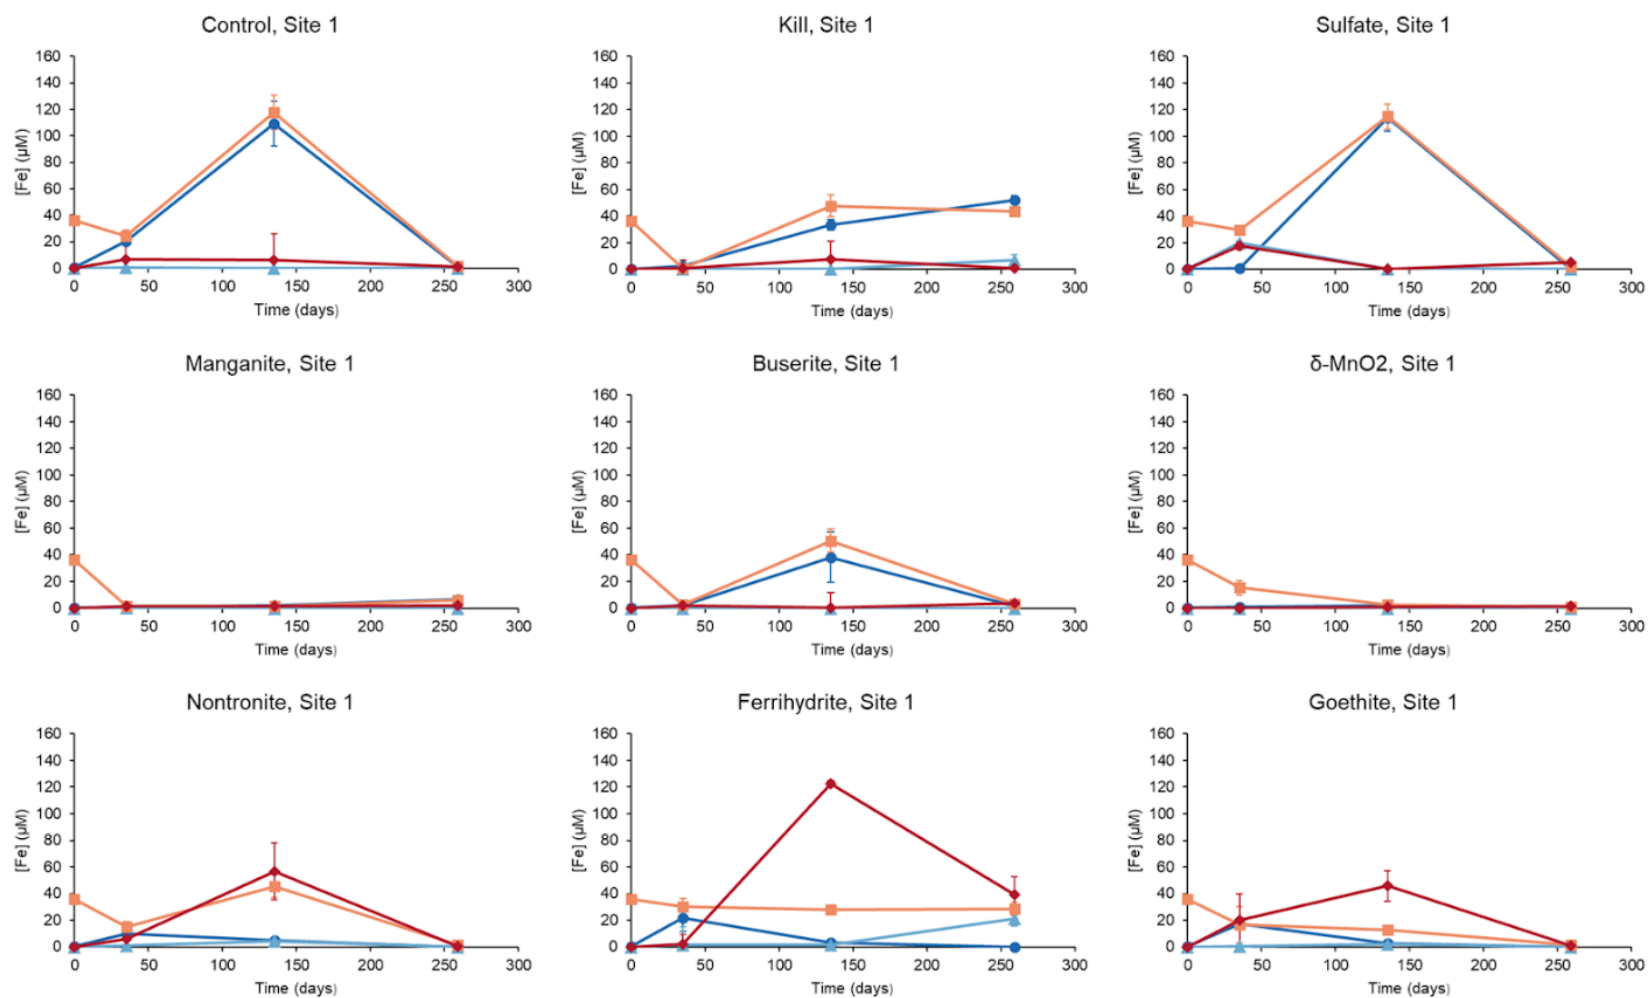 Control, Site 1
160
140
120
100
80
60
40
20
0
[Fe] (µM)
0 50 100 150 200 250 300
Time (days)
Kill, Site 1
160
140
120
100
80
60
40
20
0
[Fe] (µM)
0 50 100 150 200 250 300
Time (days)
Sulfate, Site 1
160
140
120
100
80
60
40
20
0
[Fe] (µM)
0 50 100 150 200 250 300
Time (days)
Manganite, Site 1
160
140
120
100
80
60
40
20
0
[Fe] (µM)
0 50 100 150 200 250 300
Time (days)
Buserite, Site 1
160
140
120
100
80
60
40
20
0
[Fe] (µM)
0 50 100 150 200 250 300
Time (days)
δ-MnO2, Site 1
160
140
120
100
80
60
40
20
0
[Fe] (µM)
0 50 100 150 200 250 300
Time (days)
Nontronite, Site 1
160
140
120
100
80
60
40
20
0
[Fe] (µM)
0 50 100 150 200 250 300
Time (days)
Ferrihydrite, Site 1
160
140
120
100
80
60
40
20
0
[Fe] (µM)
0 50 100 150 200 250 300
Time (days)
Goethite, Site 1
160
140
120
100
80
60
40
20
0
[Fe] (µM)
0 50 100 150 200 250 300
Time (days)